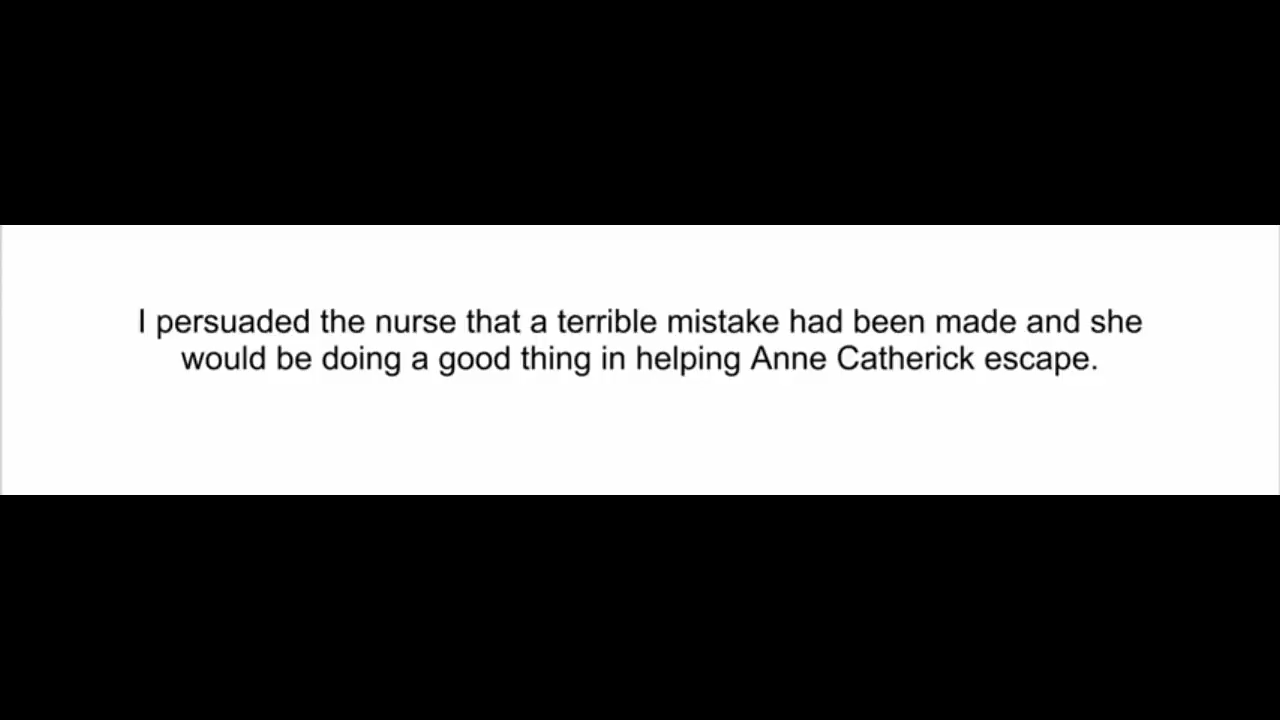 I persuaded the nurse that a terrible mistake had been made and she
would be doing a good thing in helping Anne Catherick escape.